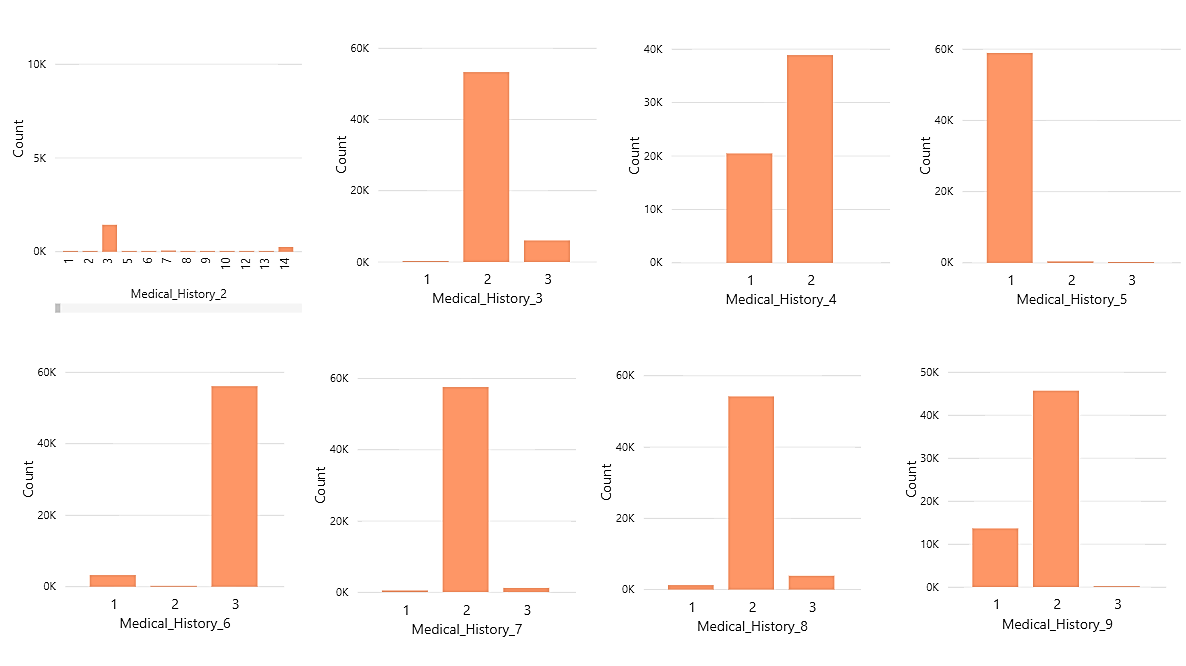 10K
5K
0K
Count
1 2 3 5 6 7 8 9 10 12 13 14
Medical_History_2
60K
40K
20K
0K
Count
1 2 3
Medical_History_3
40K
30K
20K
10K
0K
Count
1 2
Medical_History_4
60K
40K
20K
0K
Count
1 2 3
Medical_History_5
60K
40K
20K
0K
Count
1 2 3
Medical_History_6
60K
40K
20K
0K
Count
1 2 3
Medical_History_7
60K
40K
20K
0K
Count
1 2 3
Medical_History_8
50K
40K
30K
20K
10K
0K
Count
1 2 3
Medical_History_9